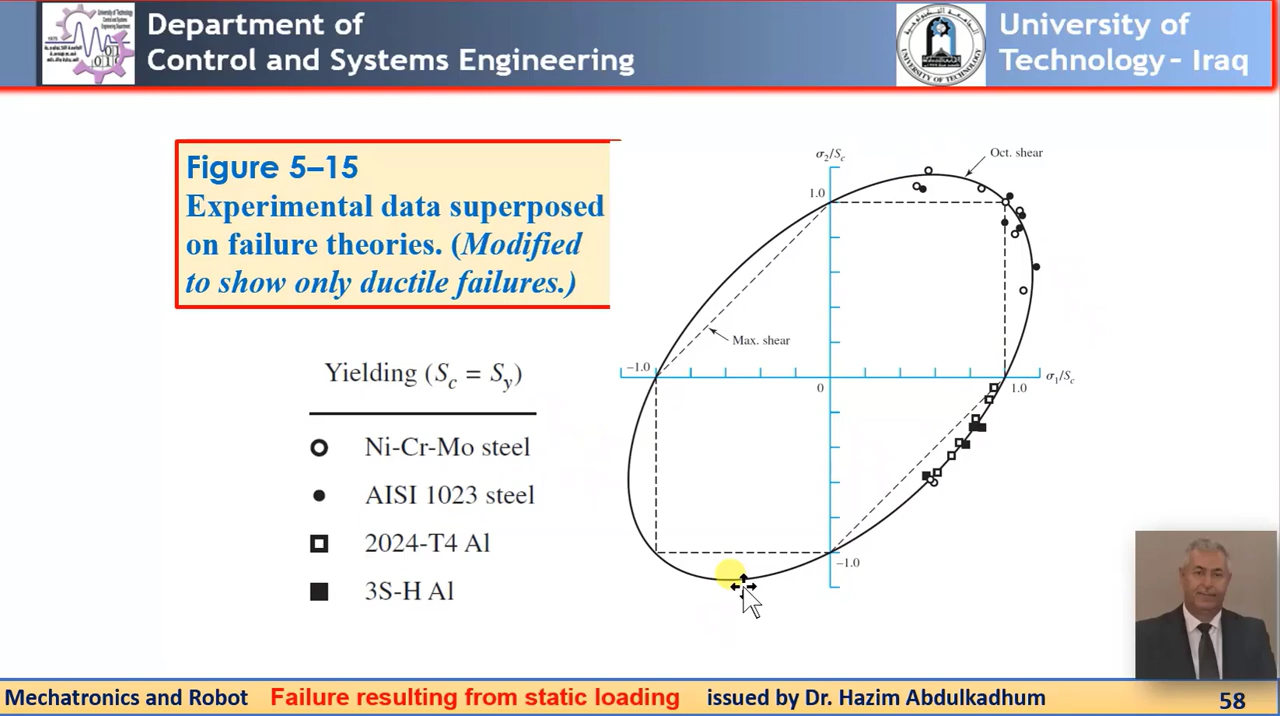 Department of
Control and Systems Engineering
University of
Technology - Iraq
Figure 5–15
Experimental data superposed
on failure theories. (Modified
to show only ductile failures.)
σ2/Sc
Oct. shear
1.0
Max. shear
−1.0
0
1.0
σ1/Sc
−1.0
Yielding (Sc = Sy)
Ni-Cr-Mo steel
AISI 1023 steel
2024-T4 Al
3S-H Al
Mechatronics and Robot Failure resulting from static loading issued by Dr. Hazim Abdulkadhum 58